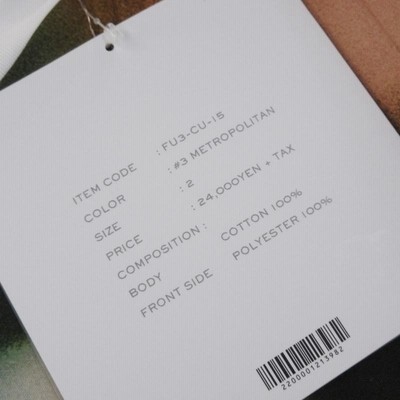 ITEM CODE : FU3-CU-15
COLOR : #3 METROPOLITAN
SIZE : 2
PRICE : 24,000YEN + TAX
COMPOSITION :
BODY COTTON 100%
FRONT SIDE POLYESTER 100%
2200001213982